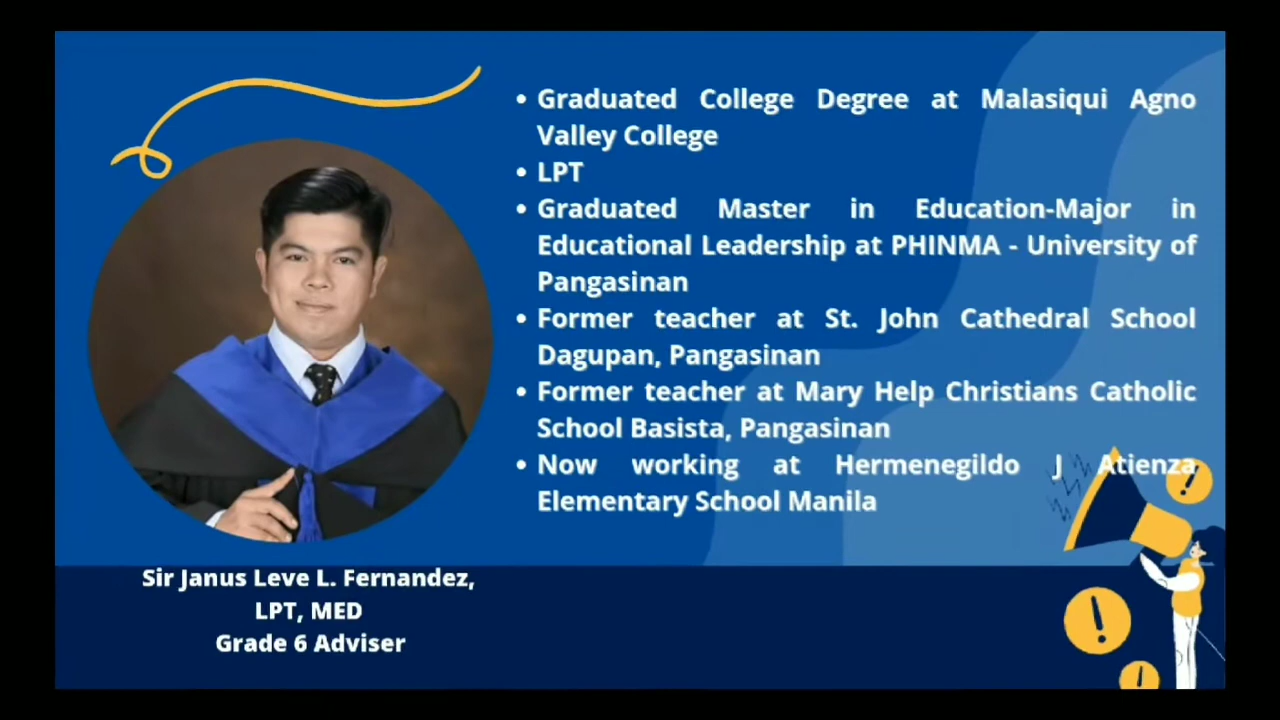 Graduated College Degree at Malasiqui Agno
Valley College
LPT
Graduated Master in Education-Major in
Educational Leadership at PHINMA - University of
Pangasinan
Former teacher at St. John Cathedral School
Dagupan, Pangasinan
Former teacher at Mary Help Christians Catholic
School Basista, Pangasinan
Now working at Hermenegildo J Atienza
Elementary School Manila
Sir Janus Leve L. Fernandez,
LPT, MED
Grade 6 Adviser